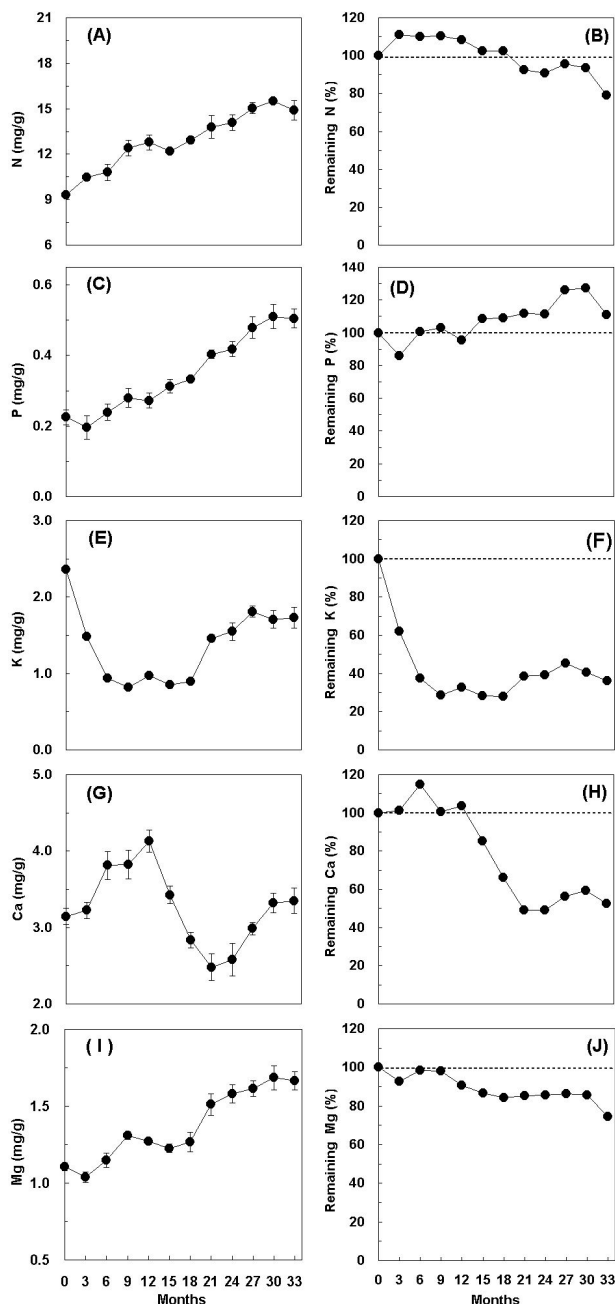 (A)
N (mg/g)
21
18
15
12
9
6
(B)
Remaining N (%)
120
100
80
60
40
20
0
(C)
P (mg/g)
0.6
0.4
0.2
0.0
(D)
Remaining P (%)
140
120
100
80
60
40
20
0
(E)
K (mg/g)
3.0
2.0
1.0
0.0
(F)
Remaining K (%)
120
100
80
60
40
20
0
(G)
Ca (mg/g)
5.0
4.0
3.0
2.0
(H)
Remaining Ca (%)
120
100
80
60
40
20
0
( I )
Mg (mg/g)
2.0
1.5
1.0
0.5
0 3 6 9 12 15 18 21 24 27 30 33
Months
(J)
Remaining Mg (%)
120
100
80
60
40
20
0
0 3 6 9 12 15 18 21 24 27 30 33
Months